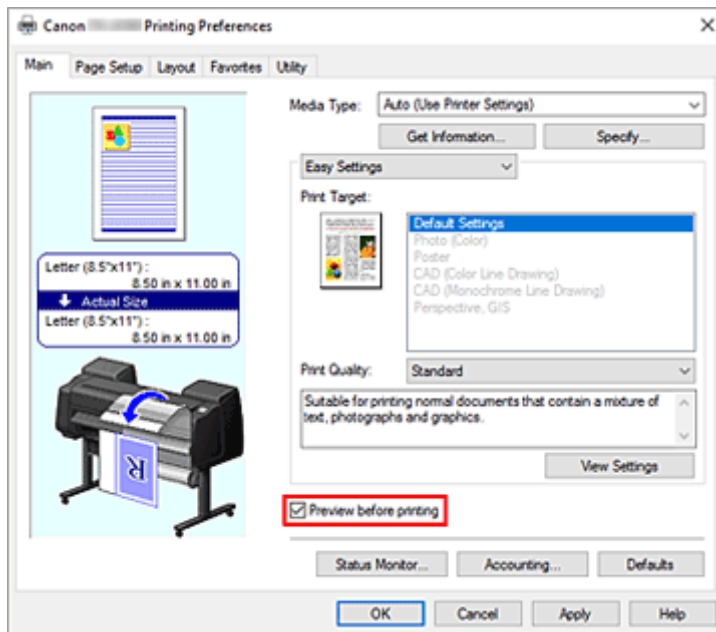 Canon Printing Preferences
Main Page Setup Layout Favorites Utility
Media Type: Auto (Use Printer Settings)
Get Information... Specify...
Easy Settings
Print Target:
Default Settings
Photo (Color)
Poster
CAD (Color Line Drawing)
CAD (Monochrome Line Drawing)
Perspective, GIS
Letter (8.5"x11") :
8.50 in x 11.00 in
Actual Size
Letter (8.5"x11") :
8.50 in x 11.00 in
Print Quality: Standard
Suitable for printing normal documents that contain a mixture of
text, photographs and graphics.
R
View Settings
Preview before printing
Status Monitor... Accounting... Defaults
OK Cancel Apply Help